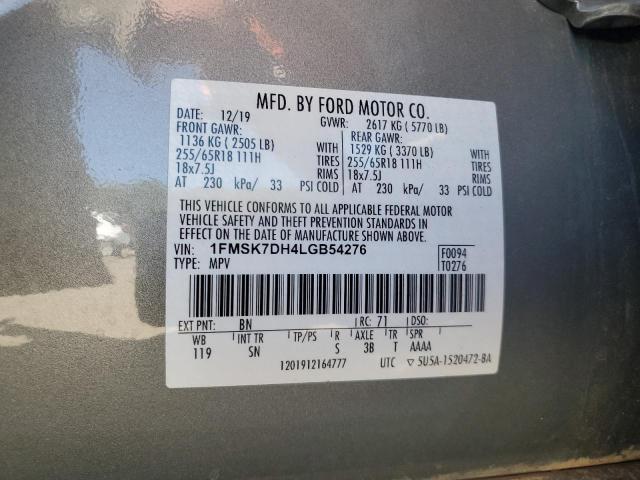 MFD. BY FORD MOTOR CO.
DATE: 12/19 GVWR: 2617 KG ( 5770 LB)
FRONT GAWR: REAR GAWR:
1136 KG ( 2505 LB) WITH 1529 KG ( 3370 LB) WITH
255/65R18 111H TIRES 255/65R18 111H TIRES
18x7.5J RIMS 18x7.5J RIMS
AT 230 kPa/ 33 PSI COLD AT 230 kPa/ 33 PSI COLD
THIS VEHICLE CONFORMS TO ALL APPLICABLE FEDERAL MOTOR
VEHICLE SAFETY AND THEFT PREVENTION STANDARDS IN
EFFECT ON THE DATE OF MANUFACTURE SHOWN ABOVE.
VIN: 1FMSK7DH4LGB54276 F0094
TYPE: MPV T0276
EXT PNT: BN RC: 71 DSO:
WB INT TR TP/PS R AXLE TR SPR
119 SN S 3B T AAAA
1201912164777 UTC ▽ 5U5A-1520472-BA